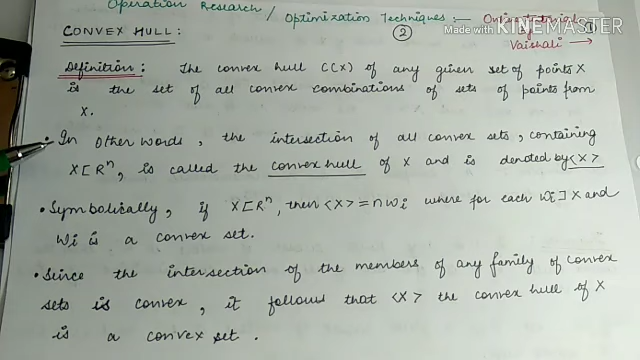 Operation Research / Optimization Techniques :—
Made with KINEMASTER
②
Vaishali →
CONVEX HULL :
Definition : The convex hull C(X) of any given set of points X
is the set of all convex combinations of sets of points from
X.
• In other words, the intersection of all convex sets, containing
X⊏Rⁿ, is called the convex hull of X and is denoted by <X>
• Symbolically, if X⊏Rⁿ, then <X> = ∩ Wi where for each Wi ⊐ X and
Wi is a convex set.
• Since the intersection of the members of any family of convex
sets is convex, it follows that <X> the convex hull of X
is a convex set.